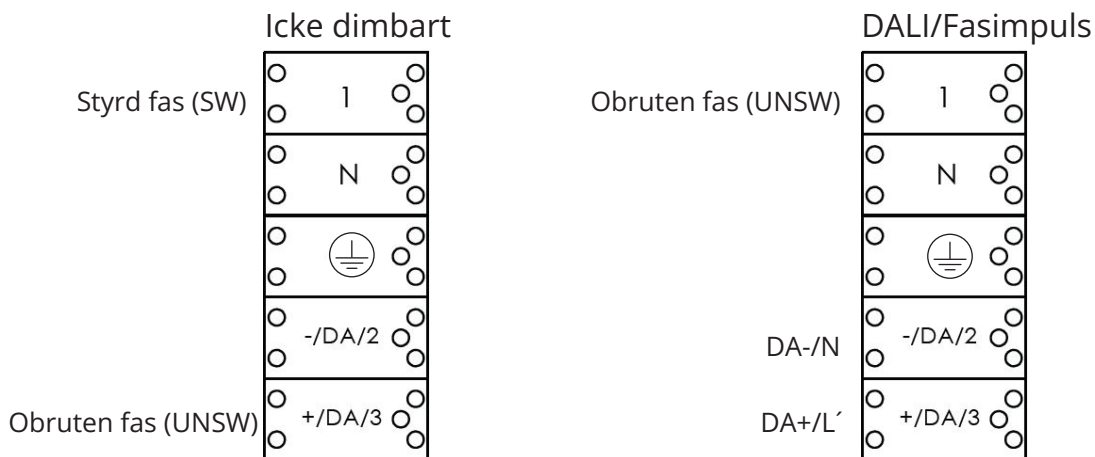 Icke dimbart
Styrd fas (SW)
1
N
-/DA/2
Obruten fas (UNSW)
+/DA/3
DALI/Fasimpuls
Obruten fas (UNSW)
1
N
DA-/N
-/DA/2
DA+/L´
+/DA/3